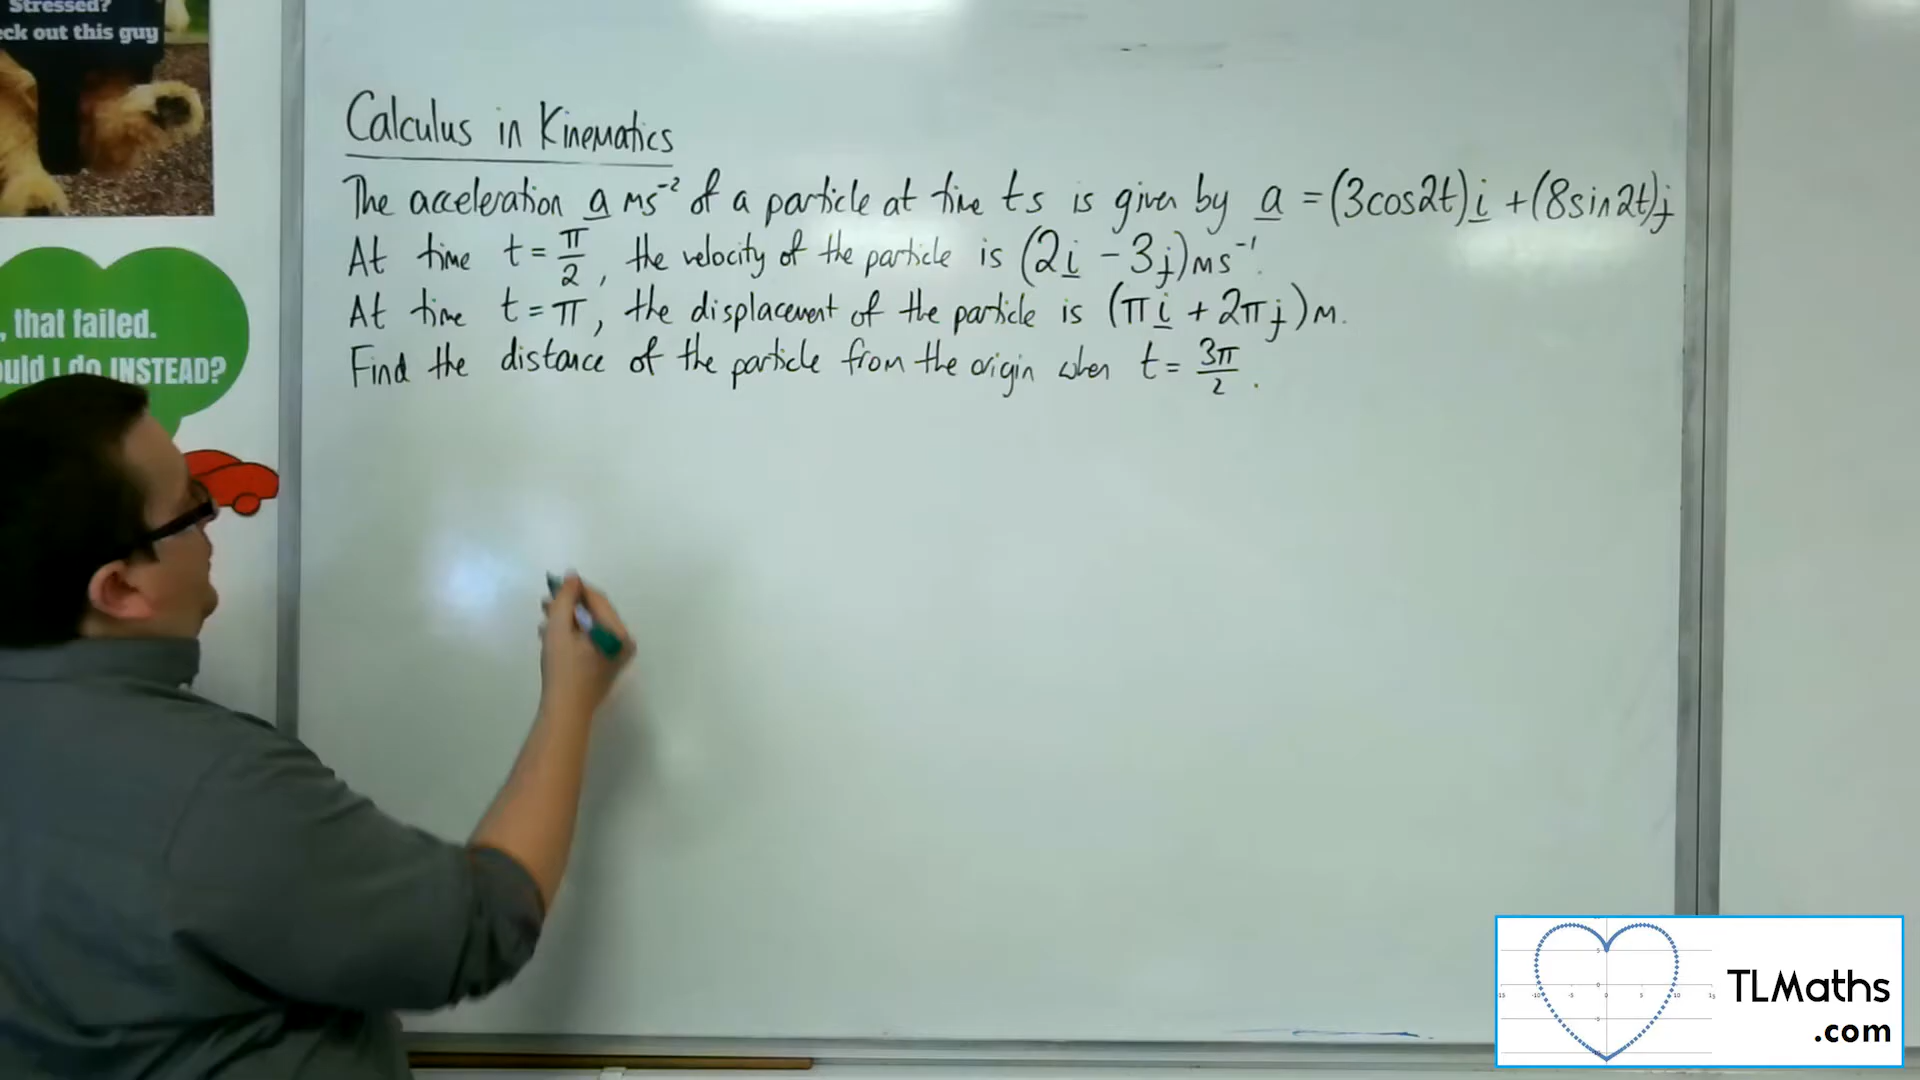 Stressed?
ck out this guy
, that failed.
uld I do INSTEAD?
Calculus in Kinematics
The acceleration a ms⁻² of a particle at time t s is given by a = (3cos2t)i + (8sin2t)j
At time t = π/2, the velocity of the particle is (2i - 3j)ms⁻¹.
At time t = π, the displacement of the particle is (πi + 2πj)m.
Find the distance of the particle from the origin when t = 3π/2.
TLMaths
.com